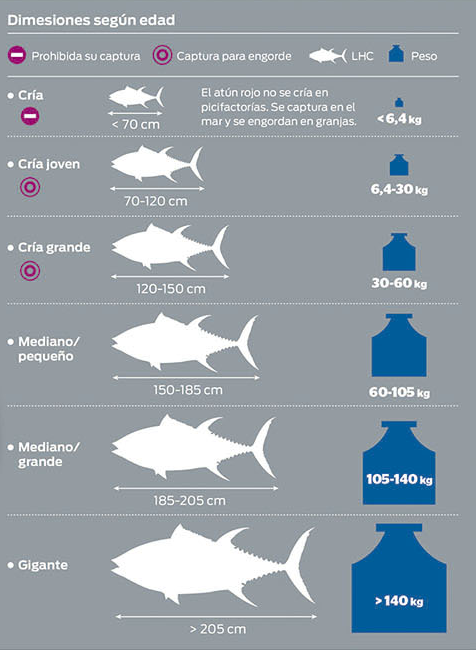 Dimesiones según edad
Prohibida su captura
Captura para engorde
LHC
Peso
• Cría
< 70 cm
El atún rojo no se cría en
picifactorías. Se captura en el
mar y se engordan en granjas.
<6,4 kg
• Cría joven
70-120 cm
6,4-30 kg
• Cría grande
120-150 cm
30-60 kg
• Mediano/
pequeño
150-185 cm
60-105 kg
• Mediano/
grande
185-205 cm
105-140 kg
• Gigante
> 205 cm
>140 kg